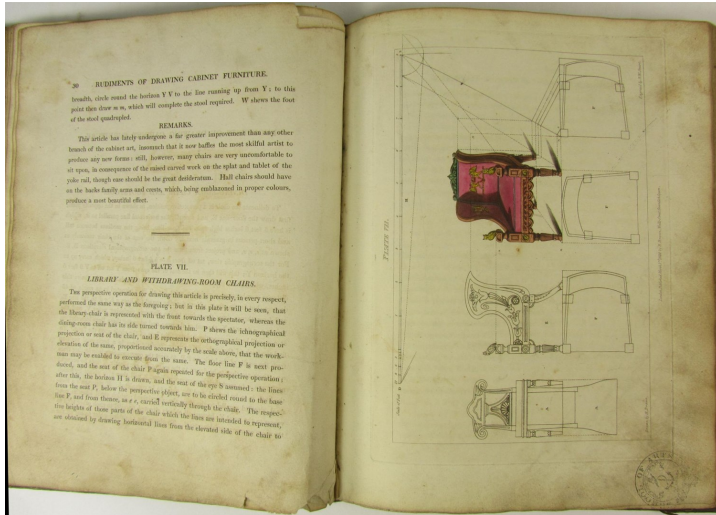 30 RUDIMENTS OF DRAWING CABINET FURNITURE.
breadth, circle round the horizon Y V to the line running up from Y; to this
point then draw m m, which will complete the stool required. W shews the foot
of the stool quadrupled.
REMARKS.
This article has lately undergone a far greater improvement than any other
branch of the cabinet art, insomuch that it now baffles the most skilful artist to
produce any new forms: still, however, many chairs are very uncomfortable to
sit upon, in consequence of the raised carved work on the splat and tablet of the
yoke rail, though ease should be the great desideratum. Hall chairs should have
on the backs family arms and crests, which, being emblazoned in proper colours,
produce a most beautiful effect.
PLATE VII.
LIBRARY AND WITHDRAWING-ROOM CHAIRS.
THE perspective operation for drawing this article is precisely, in every respect,
performed the same way as the foregoing; but in this plate it will be seen, that
the library-chair is represented with the front towards the spectator, whereas the
dining-room chair has its side turned towards him. P shews the ichnographical
projection or seat of the chair, and E represents the orthographical projection or
elevation of the same, proportioned accurately by the scale above, that the work-
man may be enabled to execute from the same. The floor line F is next pro-
duced, and the seat of the chair P again repeated for the perspective operation;
after this, the horizon H is drawn, and the seat of the eye S assumed: the lines
from the seat P, below the perspective object, are to be circled round to the base
line F, and from thence, as e e, carried vertically through the chair. The respec-
tive heights of those parts of the chair which the lines are intended to represent,
are obtained by drawing horizontal lines from the elevated side of the chair to
PLATE VII.